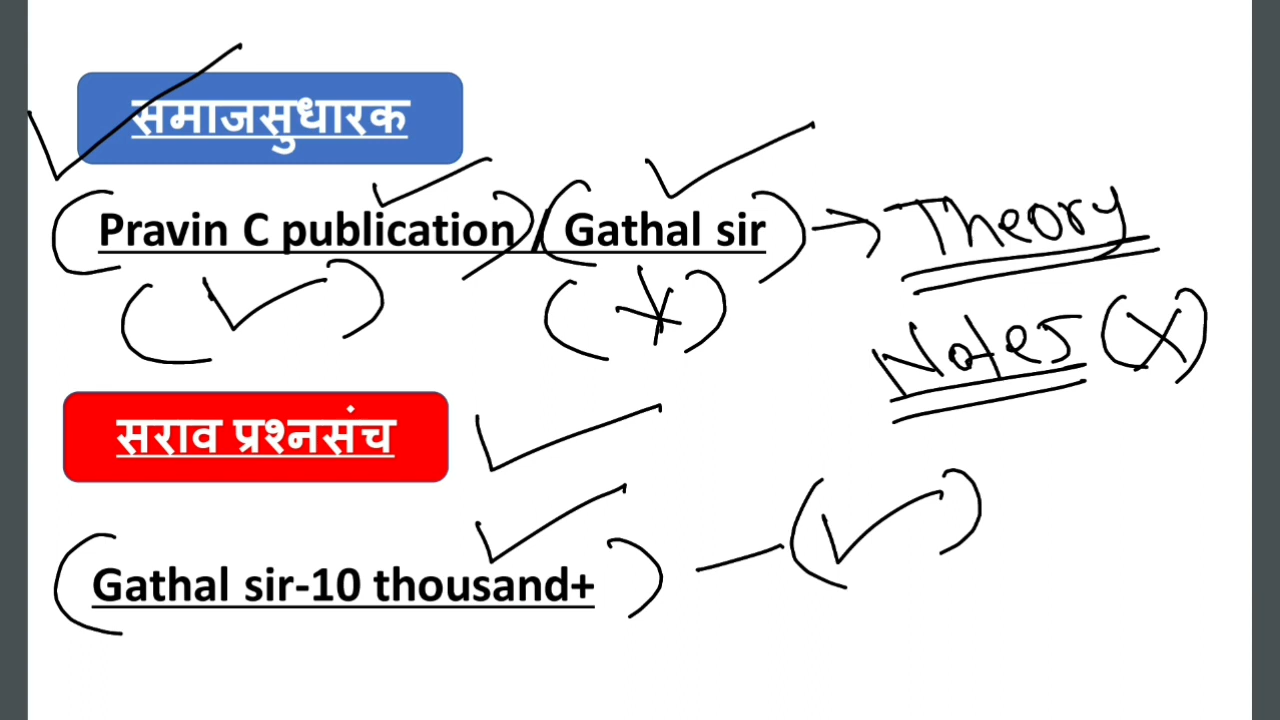 समाजसुधारक
Pravin C publication / Gathal sir → Theory
Notes (X)
सराव प्रश्नसंच
Gathal sir-10 thousand+